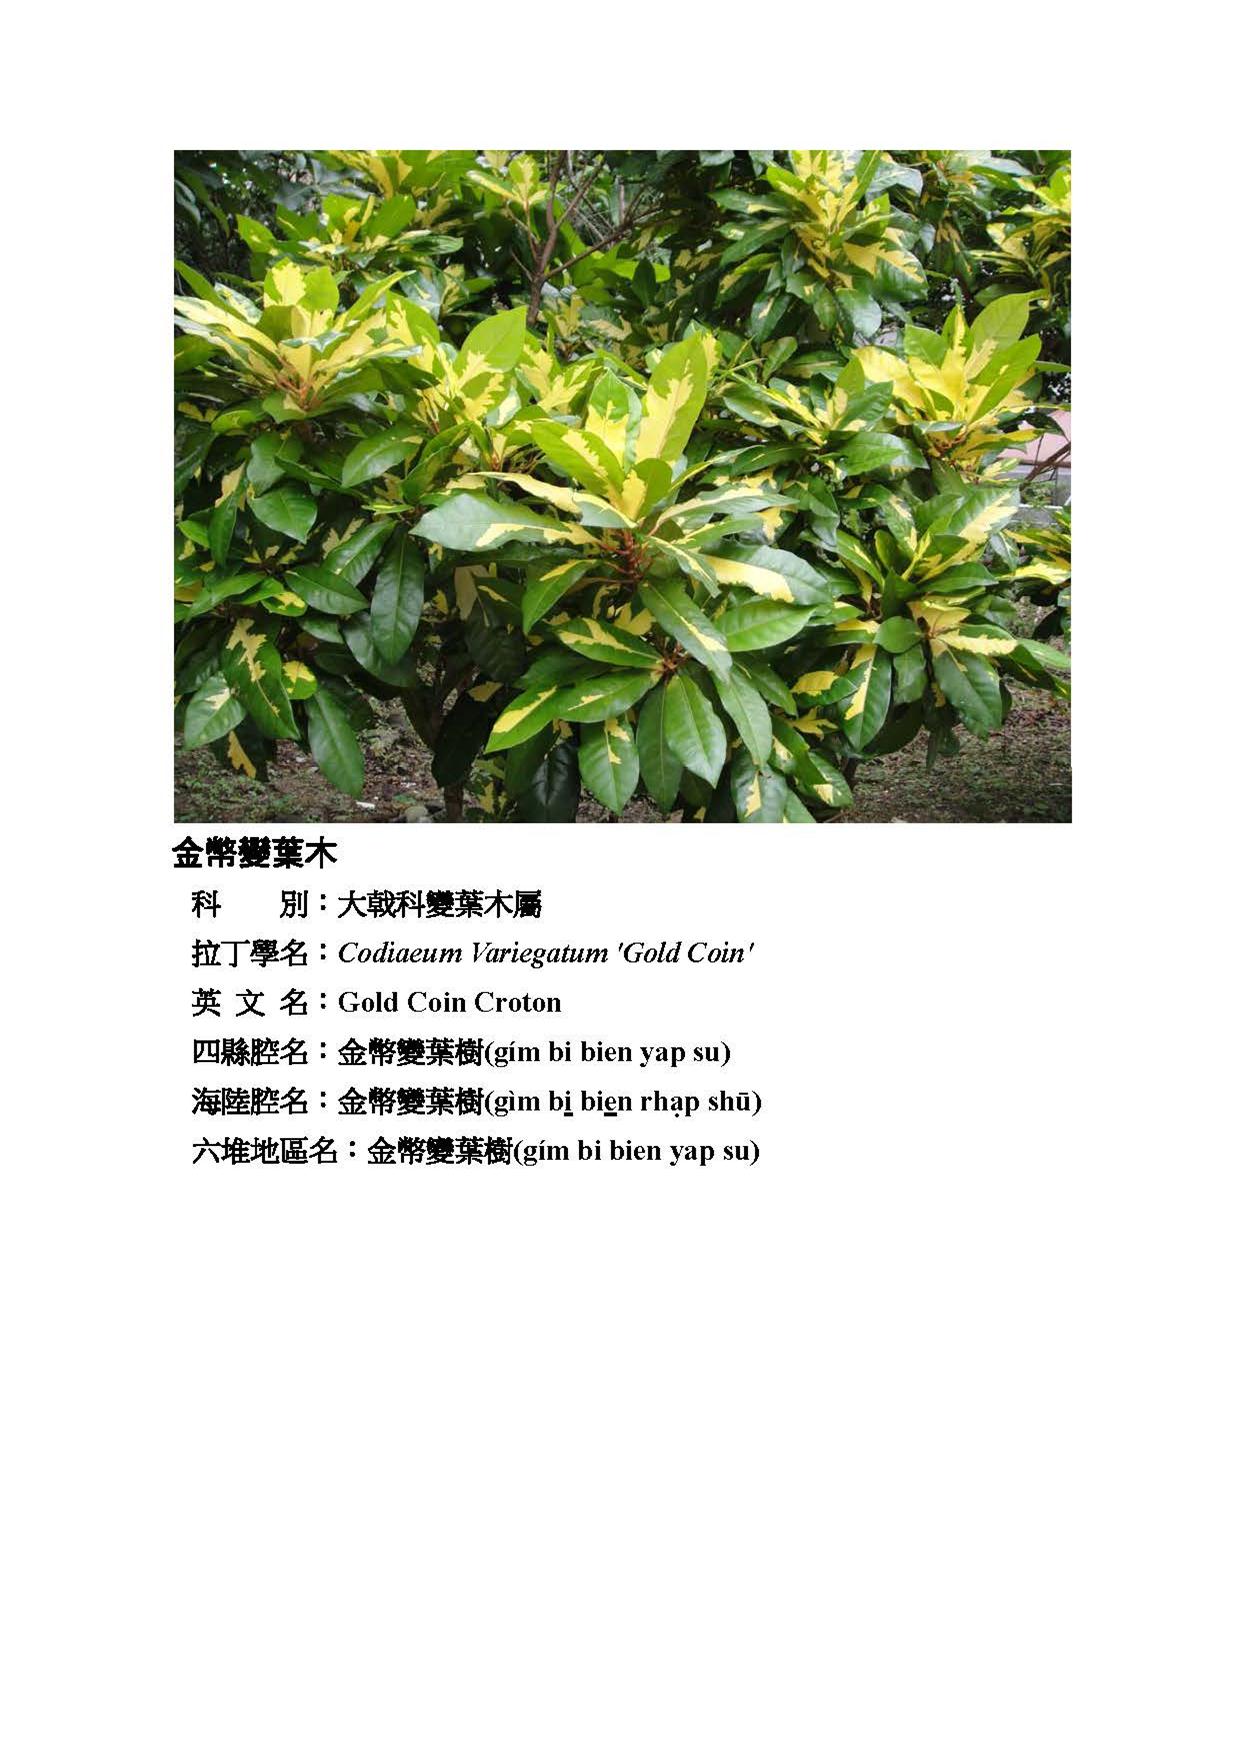 金幣變葉木
科　　別：大戟科變葉木屬
拉丁學名：Codiaeum Variegatum 'Gold Coin'
英 文 名：Gold Coin Croton
四縣腔名：金幣變葉樹(gím bi bien yap su)
海陸腔名：金幣變葉樹(gìm bi̲ bie̲n rhạp shū)
六堆地區名：金幣變葉樹(gím bi bien yap su)